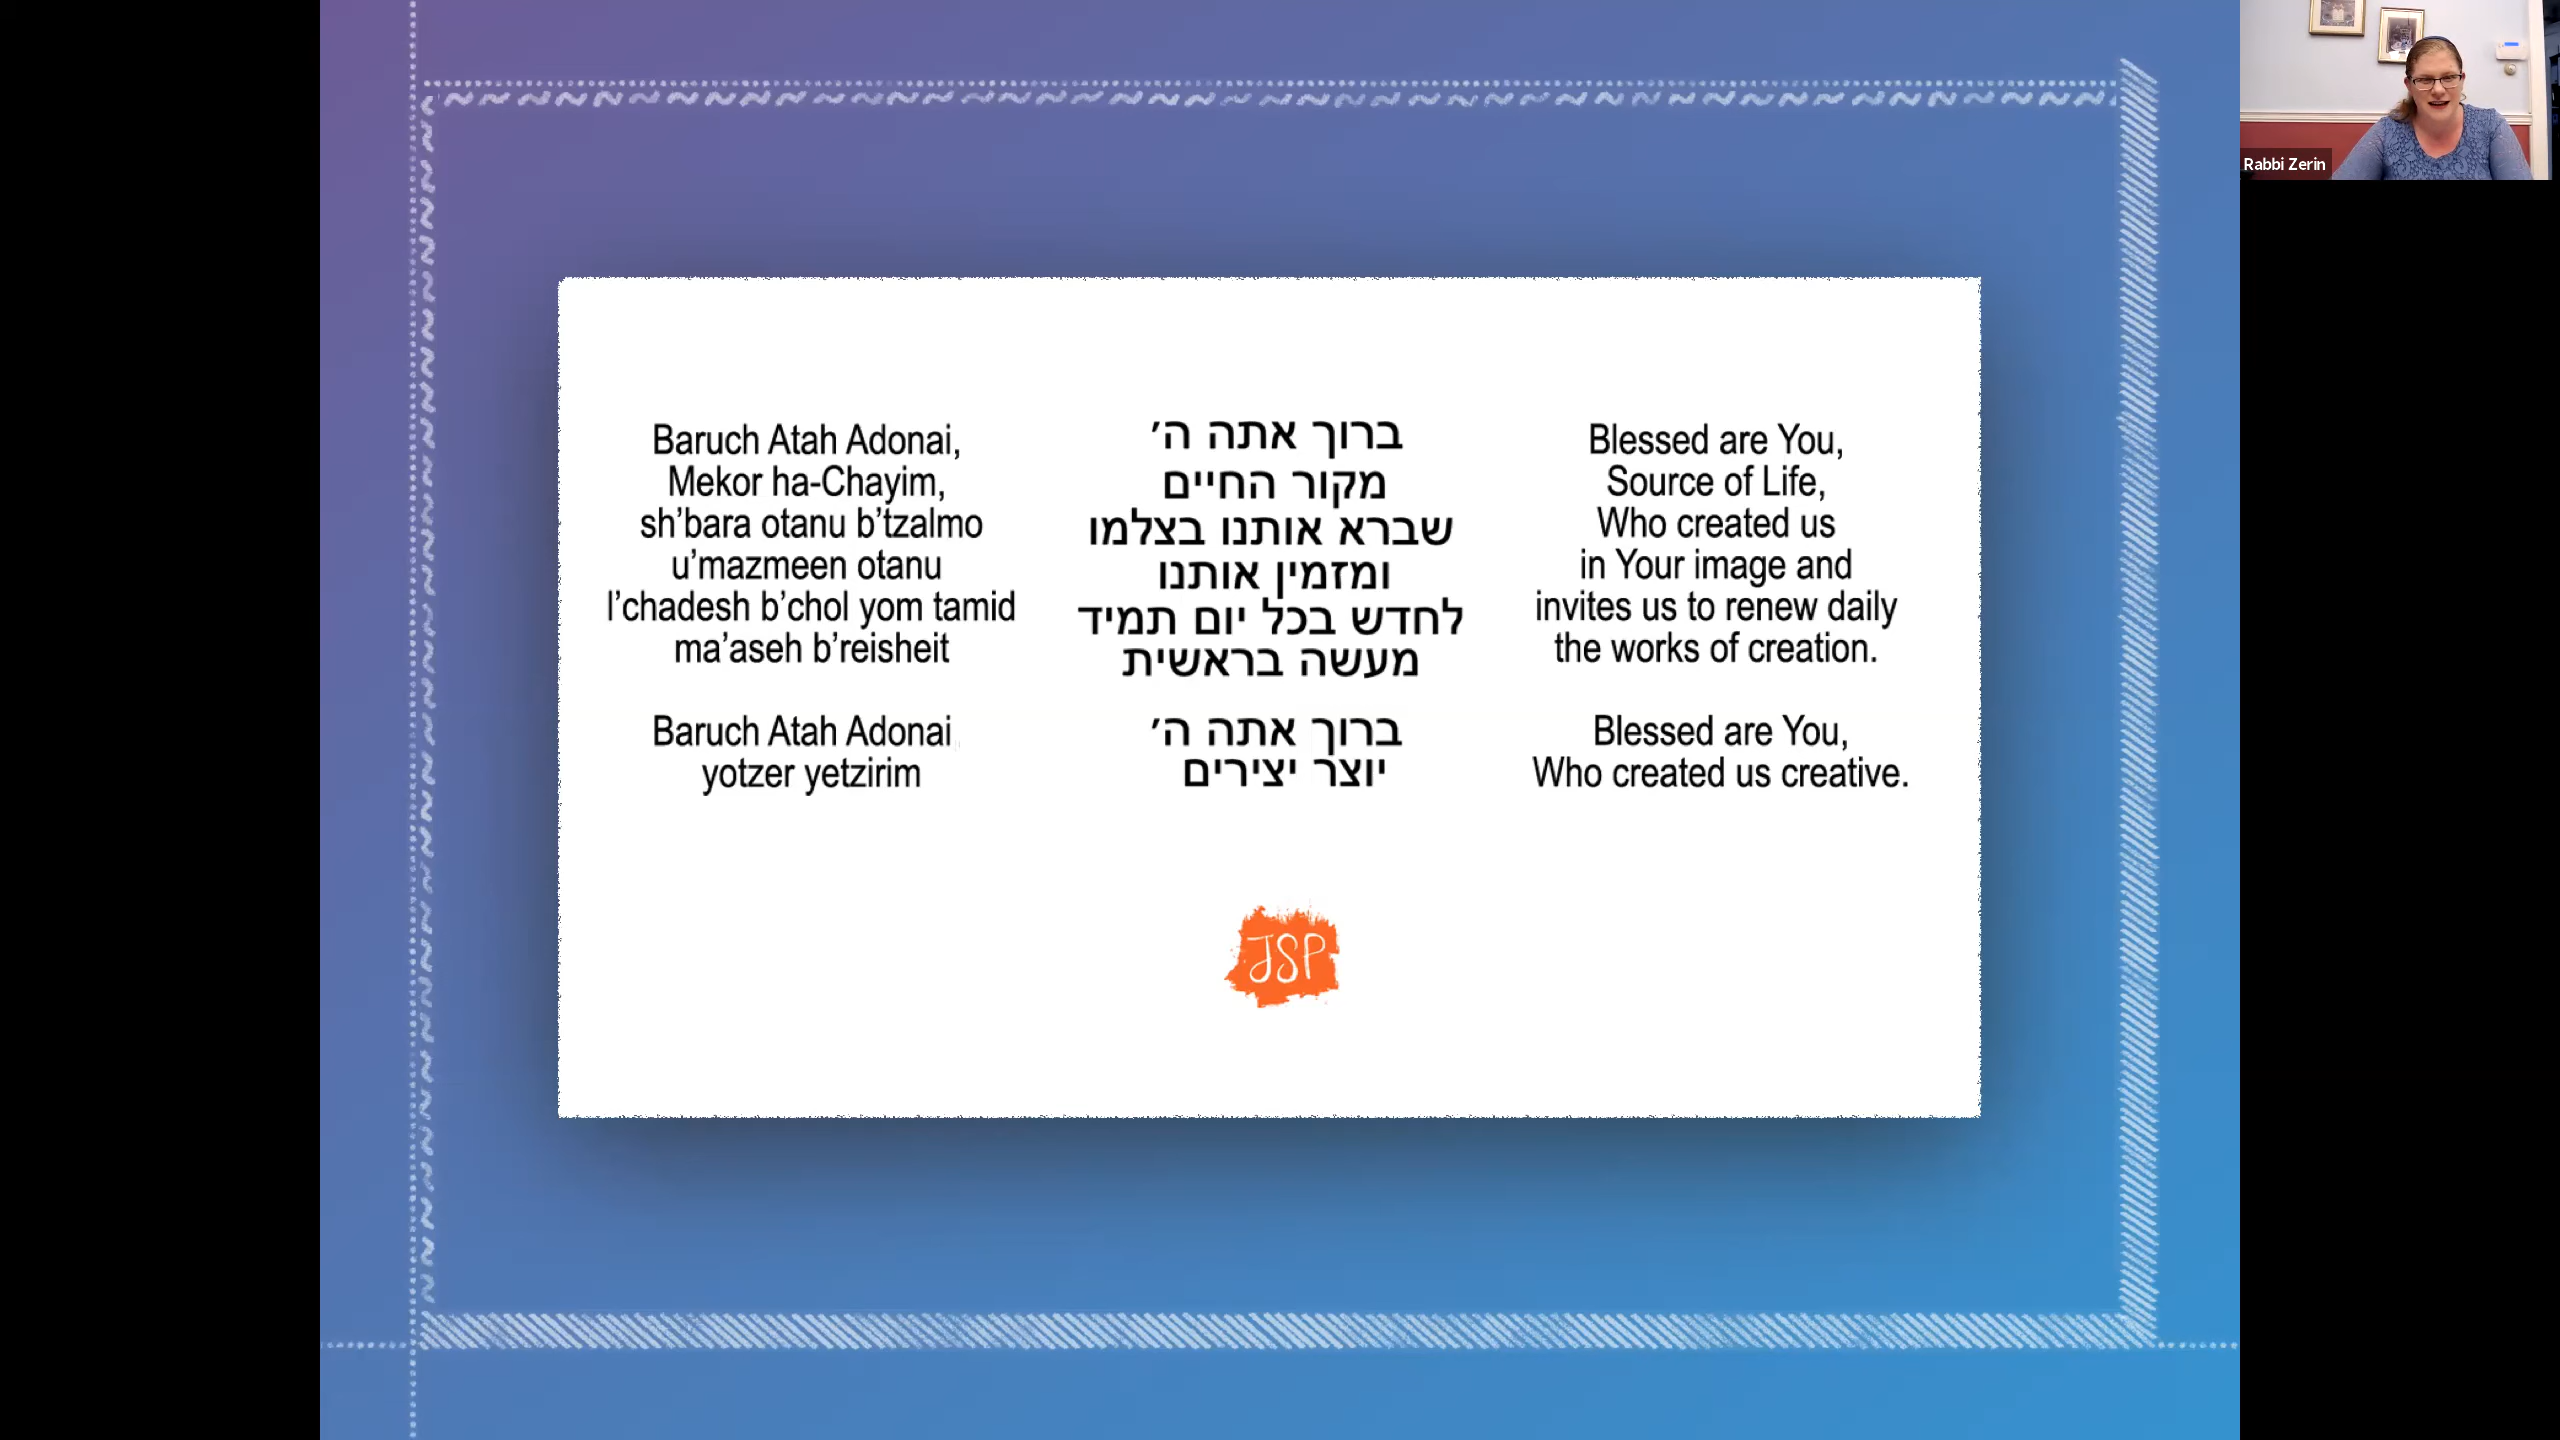 Baruch Atah Adonai,
Mekor ha-Chayim,
sh’bara otanu b’tzalmo
u’mazmeen otanu
l’chadesh b’chol yom tamid
ma’aseh b’reisheit
Baruch Atah Adonai
yotzer yetzirim
ברוך אתה ה׳
מקור החיים
שברא אותנו בצלמו
ומזמין אותנו
לחדש בכל יום תמיד
מעשה בראשית
ברוך אתה ה׳
יוצר יצירים
Blessed are You,
Source of Life,
Who created us
in Your image and
invites us to renew daily
the works of creation.
Blessed are You,
Who created us creative.
JSP
Rabbi Zerin